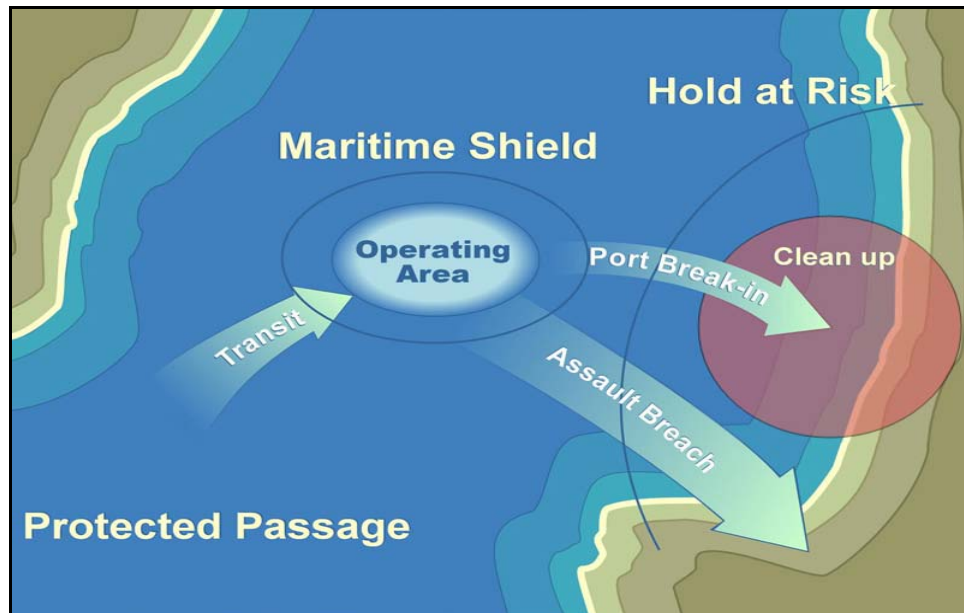 Hold at Risk
Maritime Shield
Operating
Area
Port Break-in
Clean up
Transit
Assault Breach
Protected Passage